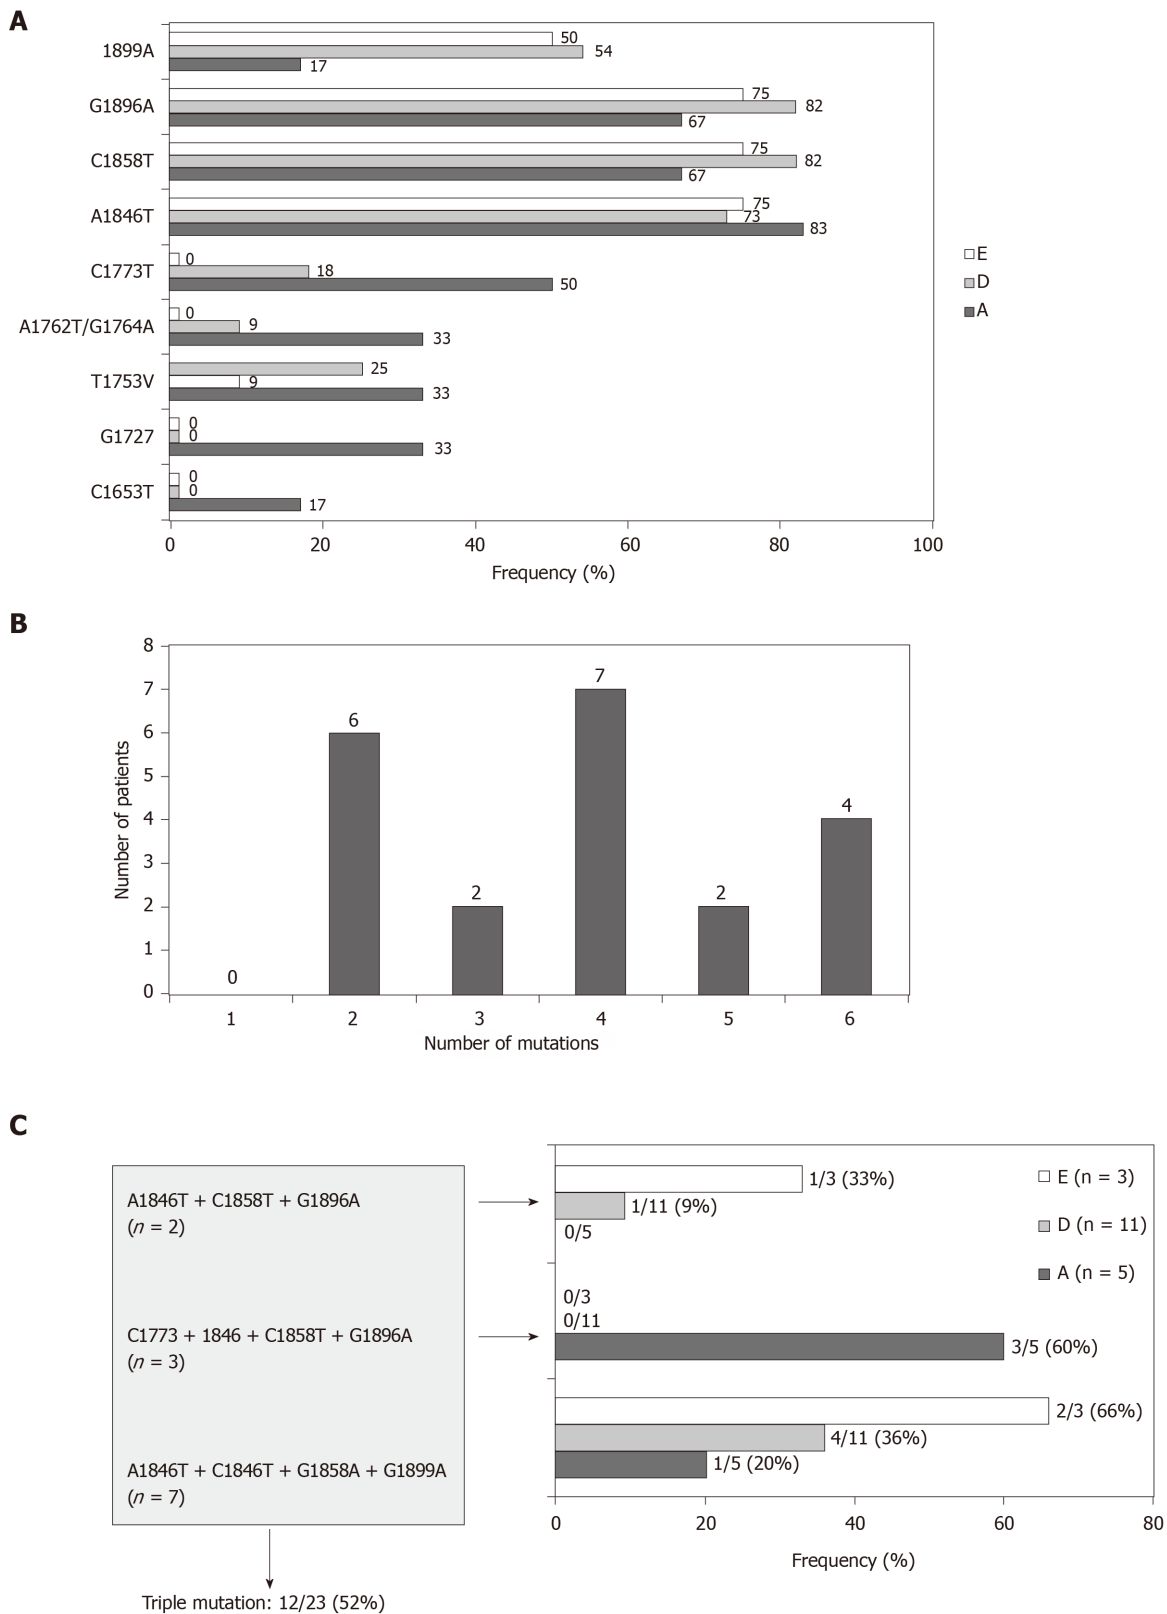 A
1899A
50
54
17
G1896A
75
82
67
C1858T
75
82
67
A1846T
75
73
83
C1773T
0
18
50
A1762T/G1764A
0
9
33
T1753V
25
9
33
G1727
0
0
33
C1653T
0
0
17
E
D
A
0 20 40 60 80 100
Frequency (%)
B
Number of patients
8
7
6
5
4
3
2
1
0
0
6
2
7
2
4
1 2 3 4 5 6
Number of mutations
C
A1846T + C1858T + G1896A
(n = 2)
C1773 + 1846 + C1858T + G1896A
(n = 3)
A1846T + C1846T + G1858A + G1899A
(n = 7)
Triple mutation: 12/23 (52%)
1/3 (33%)
1/11 (9%)
0/5
0/3
0/11
3/5 (60%)
2/3 (66%)
4/11 (36%)
1/5 (20%)
E (n = 3)
D (n = 11)
A (n = 5)
0 20 40 60 80
Frequency (%)